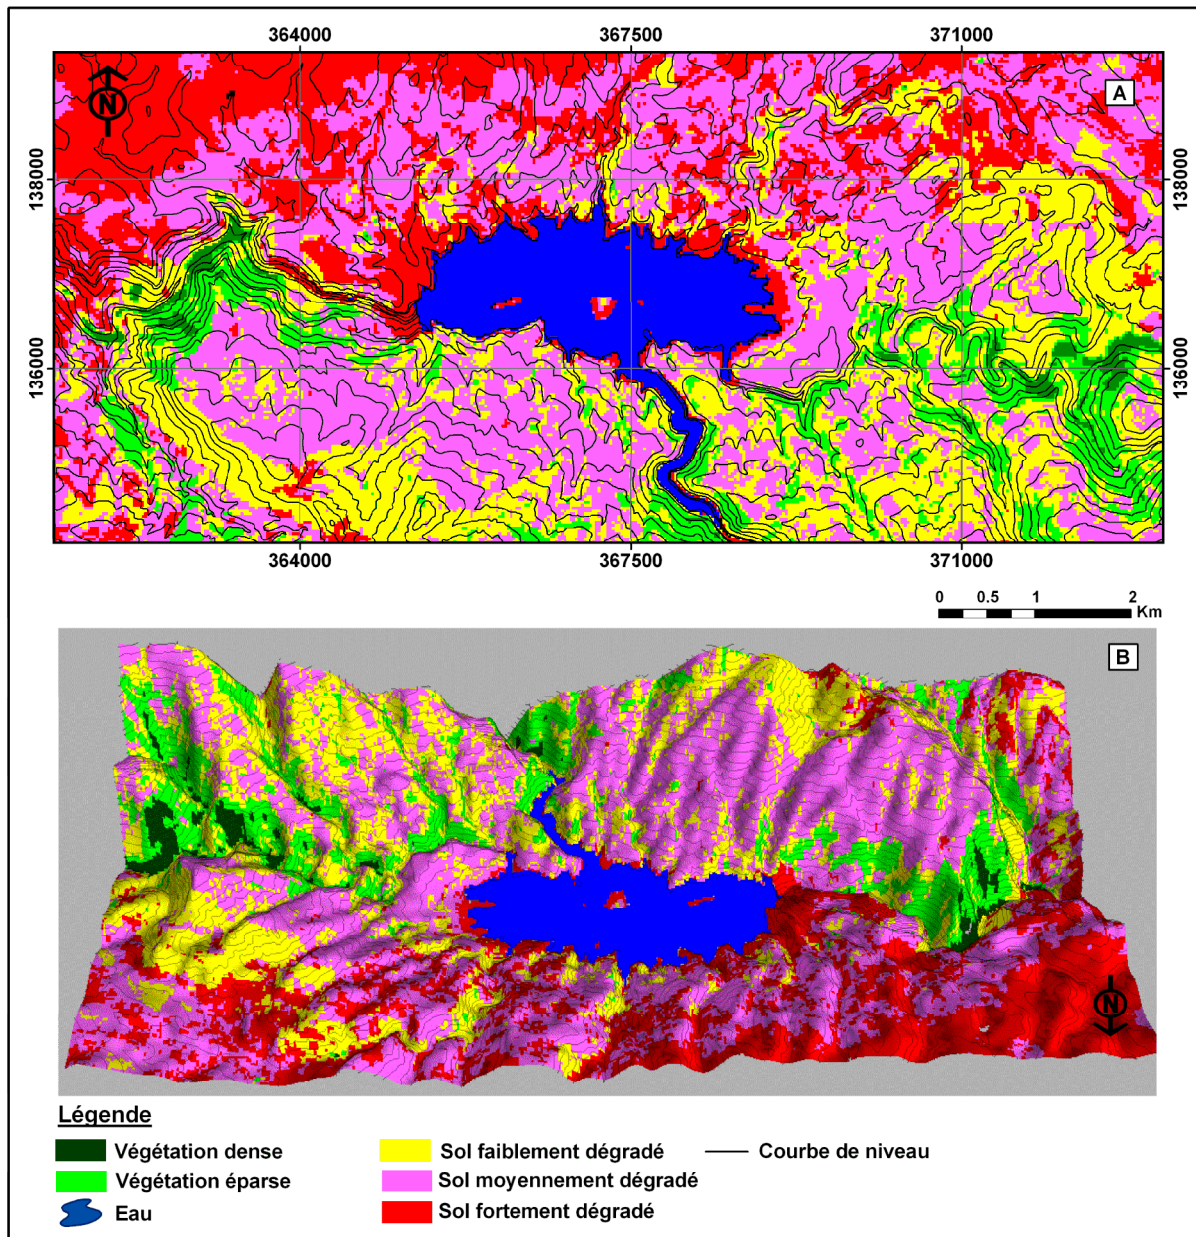 364000 367500 371000
A
N
138000 138000
136000 136000
364000 367500 371000
0 0.5 1 2
Km
B
N
Légende
Végétation dense Sol faiblement dégradé Courbe de niveau
Végétation éparse Sol moyennement dégradé
Eau Sol fortement dégradé